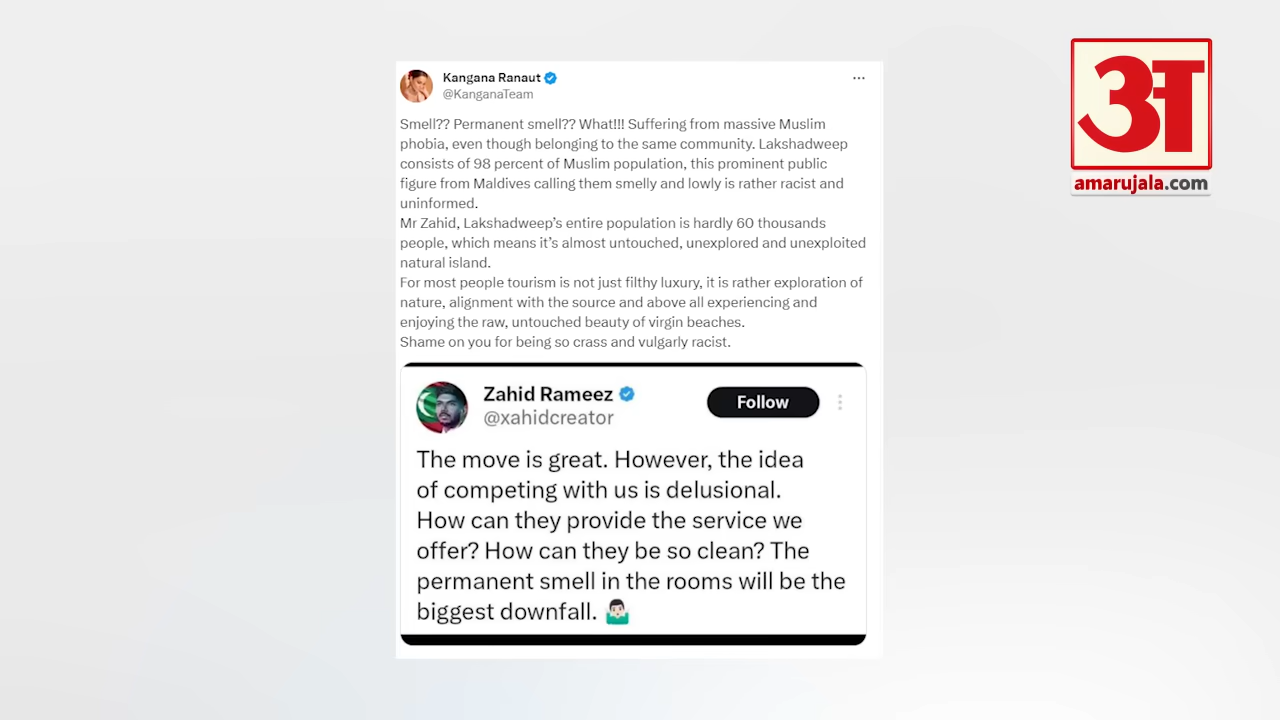 Kangana Ranaut
@KanganaTeam
Smell?? Permanent smell?? What!!! Suffering from massive Muslim
phobia, even though belonging to the same community. Lakshadweep
consists of 98 percent of Muslim population, this prominent public
figure from Maldives calling them smelly and lowly is rather racist and
uninformed.
Mr Zahid, Lakshadweep's entire population is hardly 60 thousands
people, which means it's almost untouched, unexplored and unexploited
natural island.
For most people tourism is not just filthy luxury, it is rather exploration of
nature, alignment with the source and above all experiencing and
enjoying the raw, untouched beauty of virgin beaches.
Shame on you for being so crass and vulgarly racist.
Zahid Rameez
@xahidcreator
Follow
The move is great. However, the idea
of competing with us is delusional.
How can they provide the service we
offer? How can they be so clean? The
permanent smell in the rooms will be the
biggest downfall. 🤷🏻‍♂️
अ
amarujala.com